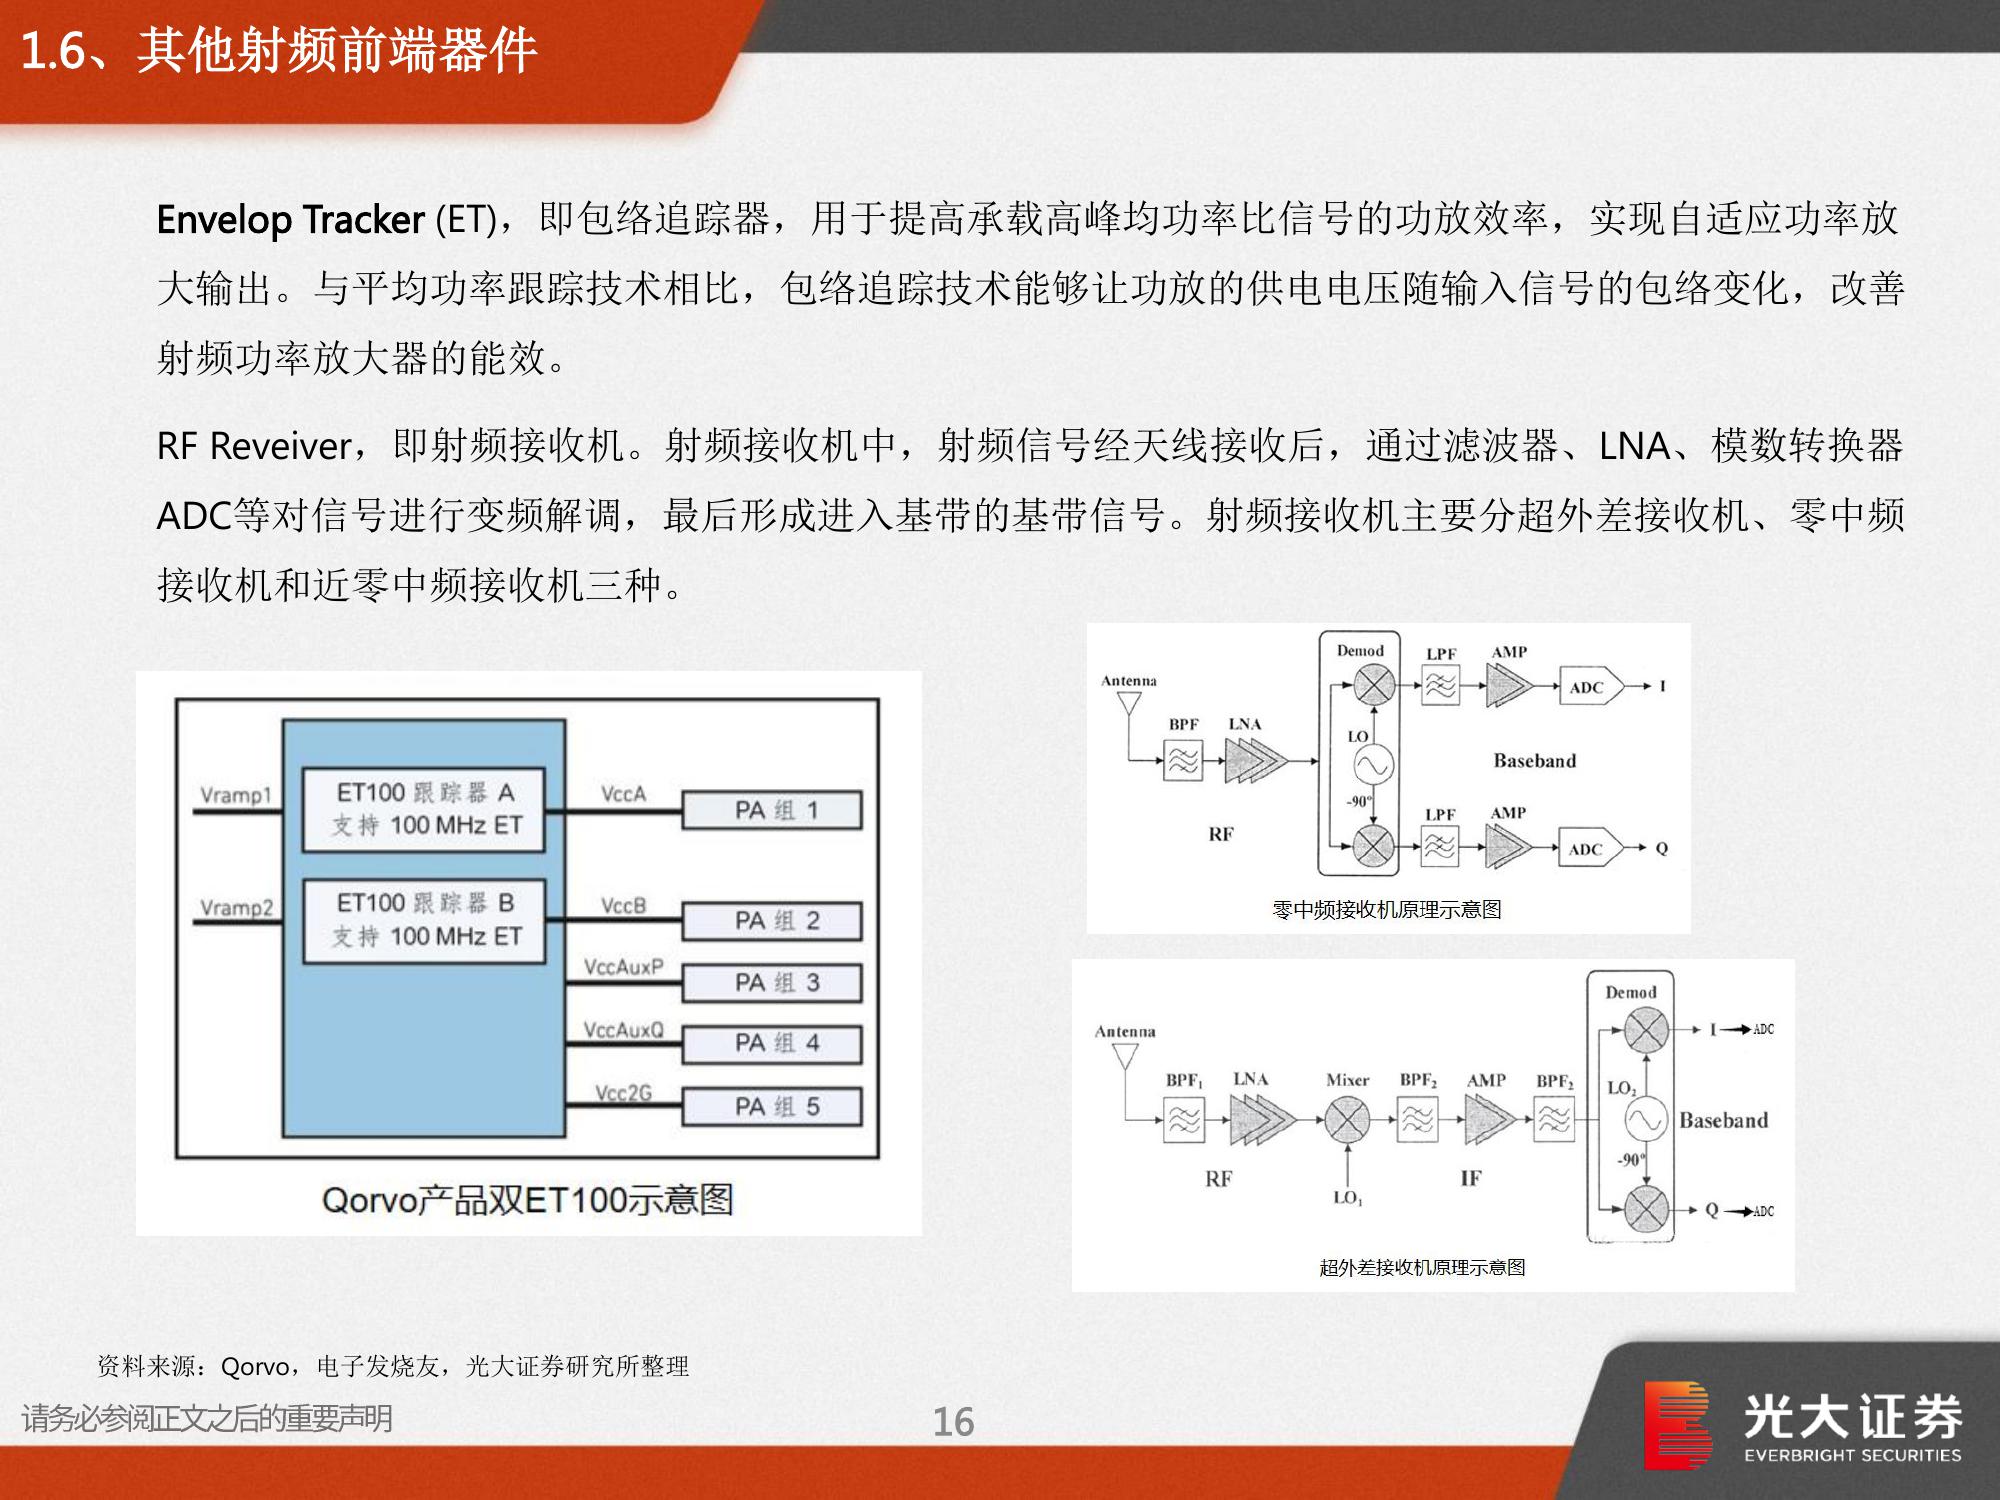 1.6、其他射频前端器件
Envelop Tracker (ET)，即包络追踪器，用于提高承载高峰均功率比信号的功放效率，实现自适应功率放
大输出。与平均功率跟踪技术相比，包络追踪技术能够让功放的供电电压随输入信号的包络变化，改善
射频功率放大器的能效。
RF Reveiver，即射频接收机。射频接收机中，射频信号经天线接收后，通过滤波器、LNA、模数转换器
ADC等对信号进行变频解调，最后形成进入基带的基带信号。射频接收机主要分超外差接收机、零中频
接收机和近零中频接收机三种。
Vramp1
ET100 跟踪器 A
支持 100 MHz ET
VccA
PA 组 1
Vramp2
ET100 跟踪器 B
支持 100 MHz ET
VccB
PA 组 2
VccAuxP
PA 组 3
VccAuxQ
PA 组 4
Vcc2G
PA 组 5
Qorvo产品双ET100示意图
Demod
LPF
AMP
Antenna
ADC
I
BPF
LNA
LO
Baseband
-90°
LPF
AMP
RF
ADC
Q
零中频接收机原理示意图
Demod
Antenna
I
ADC
BPF1
LNA
Mixer
BPF2
AMP
BPF2
LO2
Baseband
-90°
RF
IF
LO1
Q
ADC
超外差接收机原理示意图
资料来源：Qorvo，电子发烧友，光大证券研究所整理
请务必参阅正文之后的重要声明
16
光大证券
EVERBRIGHT SECURITIES